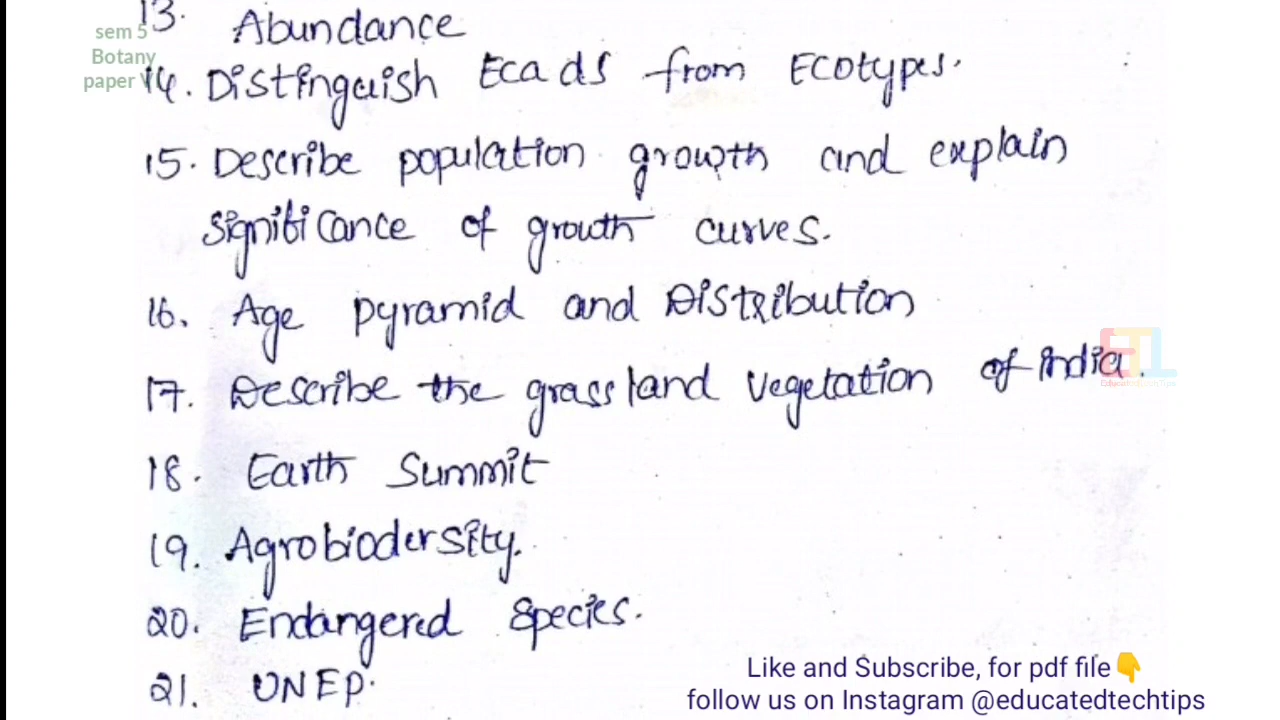 13. Abundance
sem 5
Botany
paper V
14. Distinguish Ecads from Ecotypes.
15. Describe population growth and explain
significance of growth curves.
16. Age pyramid and Distribution
17. Describe the grassland vegetation of india.
ETL
18. Earth Summit
19. Agrobiodersity.
20. Endangered Species.
21. UNEP.
Like and Subscribe, for pdf file👇
follow us on Instagram @educatedtechtips